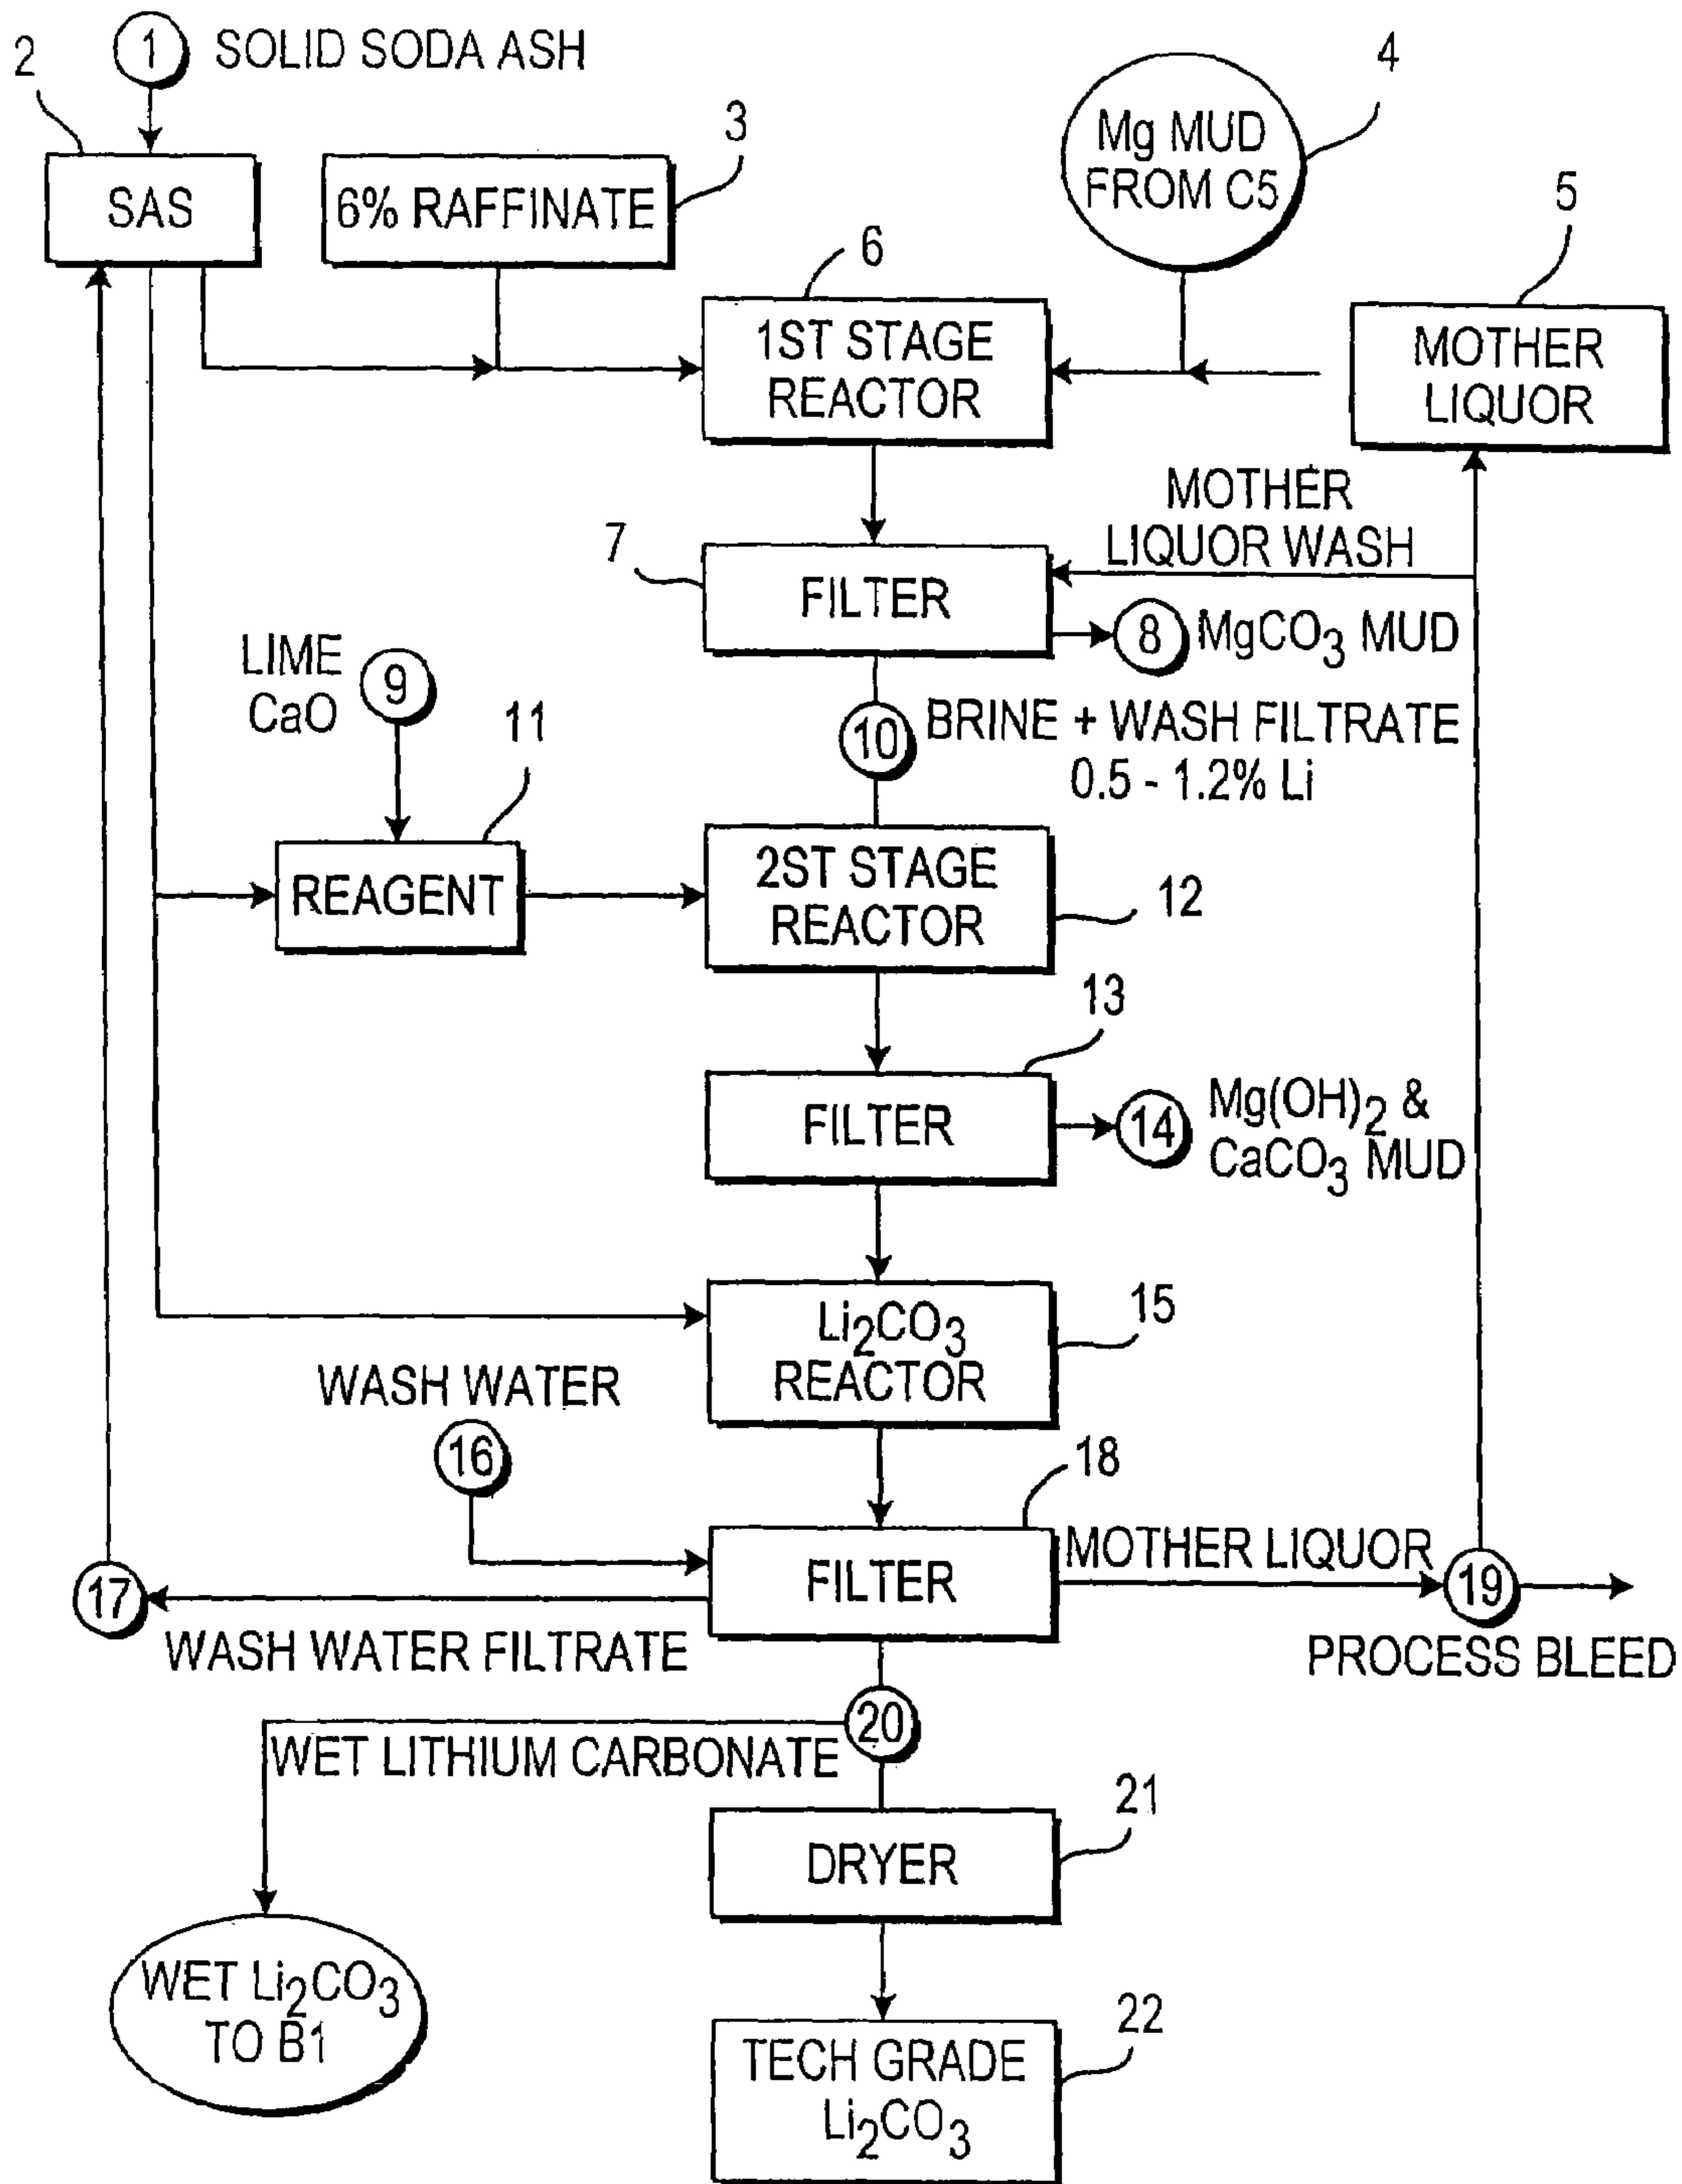 1 SOLID SODA ASH
2
SAS
3
6% RAFFINATE
4
Mg MUD
FROM C5
5
MOTHER
LIQUOR
6
1ST STAGE
REACTOR
MOTHER
LIQUOR WASH
7
FILTER
8 MgCO3 MUD
LIME
CaO
9
10 BRINE + WASH FILTRATE
0.5 - 1.2% Li
11
REAGENT
2ST STAGE
REACTOR
12
13
FILTER
14 Mg(OH)2 &
CaCO3 MUD
Li2CO3
REACTOR
15
WASH WATER
16
18
FILTER
MOTHER LIQUOR
19
17
WASH WATER FILTRATE
PROCESS BLEED
20
WET LITHIUM CARBONATE
21
DRYER
WET Li2CO3
TO B1
22
TECH GRADE
Li2CO3